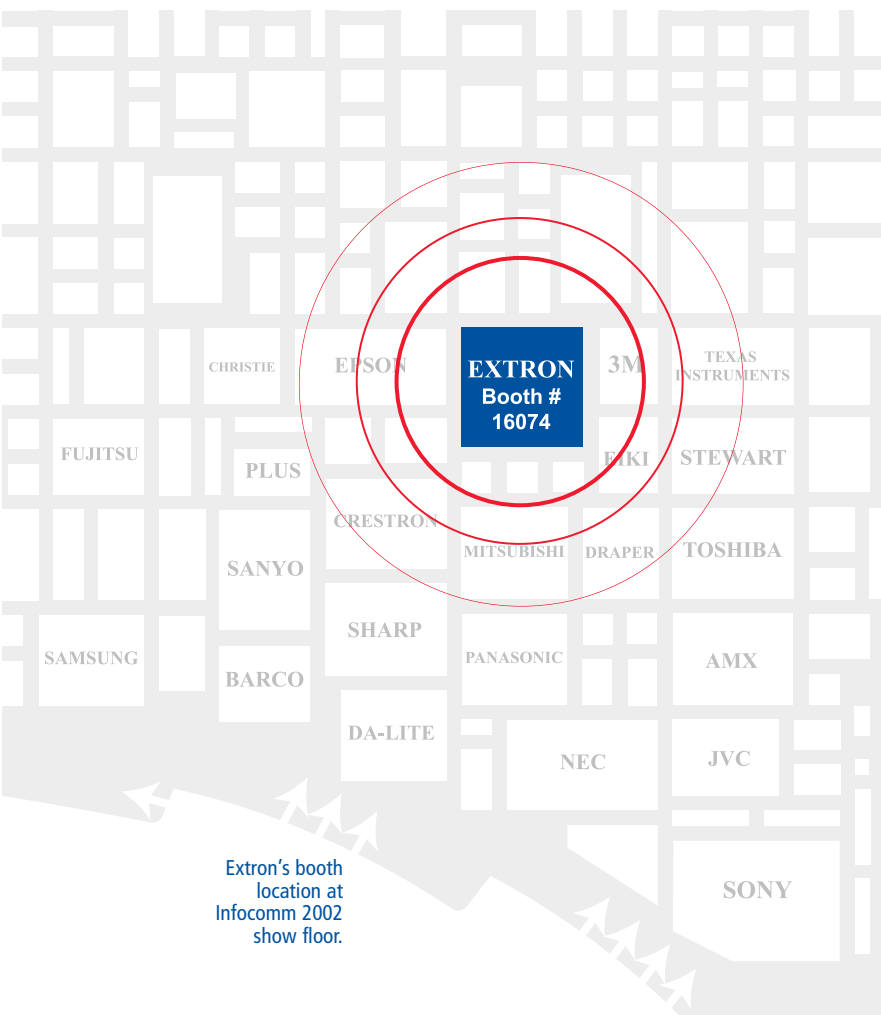 CHRISTIE
EPSON
EXTRON
Booth #
16074
3M
TEXAS
INSTRUMENTS
FUJITSU
PLUS
EIKI
STEWART
CRESTRON
SANYO
MITSUBISHI
DRAPER
TOSHIBA
SHARP
SAMSUNG
BARCO
PANASONIC
AMX
DA-LITE
NEC
JVC
Extron's booth
location at
Infocomm 2002
show floor.
SONY